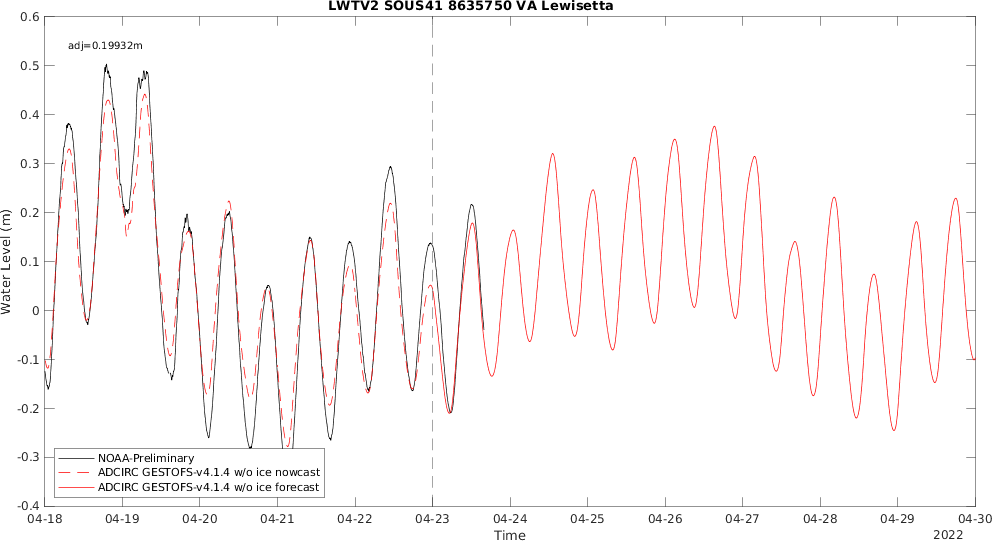 LWTV2 SOUS41 8635750 VA Lewisetta
adj=0.19932m
0.6
0.5
0.4
0.3
0.2
0.1
0
-0.1
-0.2
-0.3
-0.4
Water Level (m)
NOAA-Preliminary
ADCIRC GESTOFS-v4.1.4 w/o ice nowcast
ADCIRC GESTOFS-v4.1.4 w/o ice forecast
04-18 04-19 04-20 04-21 04-22 04-23 04-24 04-25 04-26 04-27 04-28 04-29 04-30
Time
2022